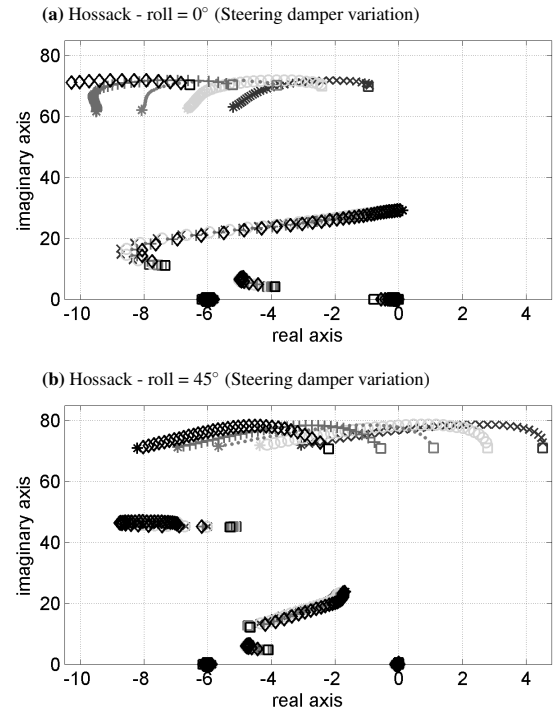 (a) Hossack - roll = 0° (Steering damper variation)
80
60
40
20
0
imaginary axis
-10 -8 -6 -4 -2 0 2 4
real axis
(b) Hossack - roll = 45° (Steering damper variation)
80
60
40
20
0
imaginary axis
-10 -8 -6 -4 -2 0 2 4
real axis